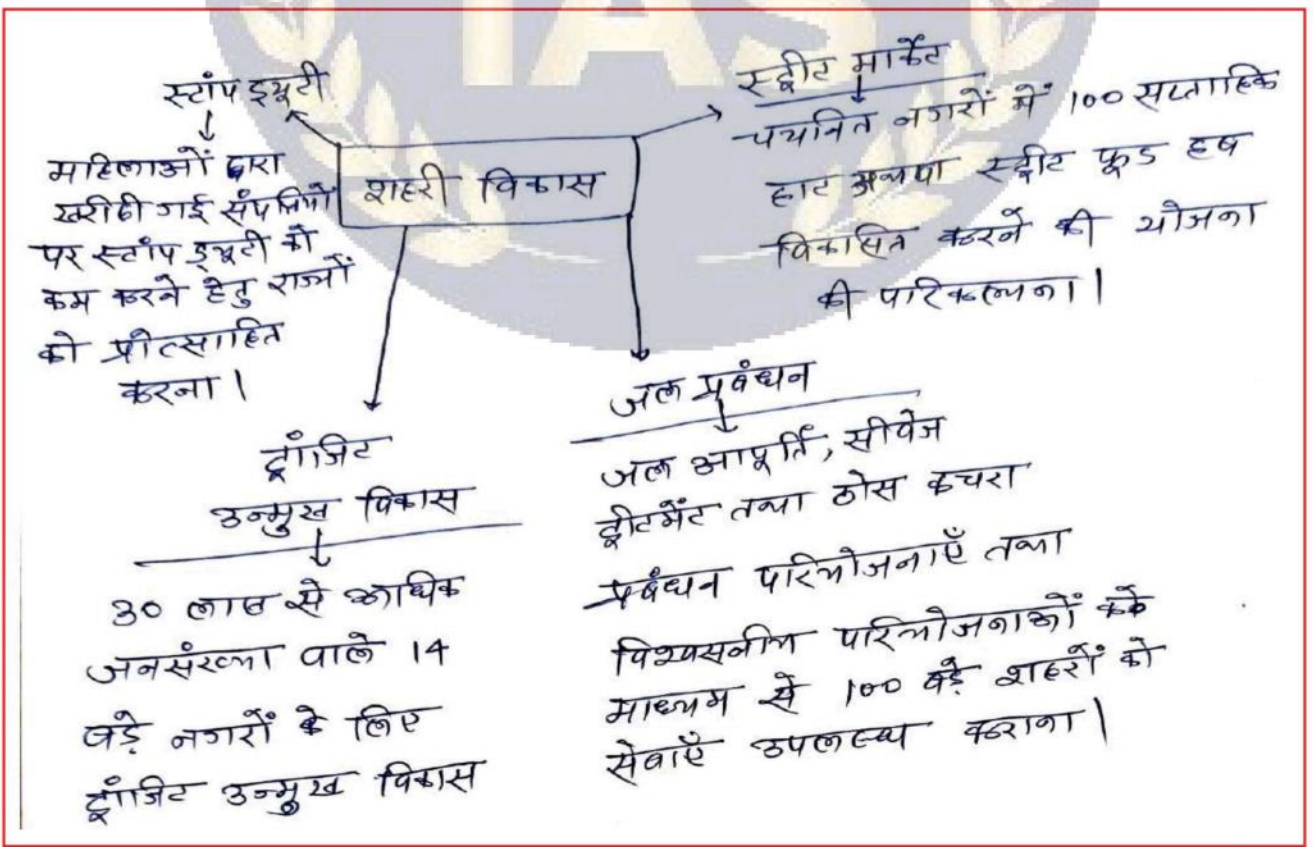 IAS
स्टांप ड्यूटी
महिलाओं द्वारा
खरीदी गई संपत्तियों
पर स्टांप ड्यूटी को
कम करने हेतु राज्यों
को प्रोत्साहित
करना।
शहरी विकास
स्ट्रीट मार्केट
चयनित नगरों में 100 सप्ताहिक
हाट अथवा स्ट्रीट फूड हब
विकसित करने की योजना
की परिकल्पना।
ट्रांजिट
उन्मुख विकास
30 लाख से अधिक
जनसंख्या वाले 14
बड़े नगरों के लिए
ट्रांजिट उन्मुख विकास
जल प्रबंधन
जल आपूर्ति, सीवेज
ट्रीटमेंट तथा ठोस कचरा
प्रबंधन परियोजनाएँ तथा
विश्वसनीय परियोजनाओं के
माध्यम से 100 बड़े शहरों को
सेवाएँ उपलब्ध कराना।